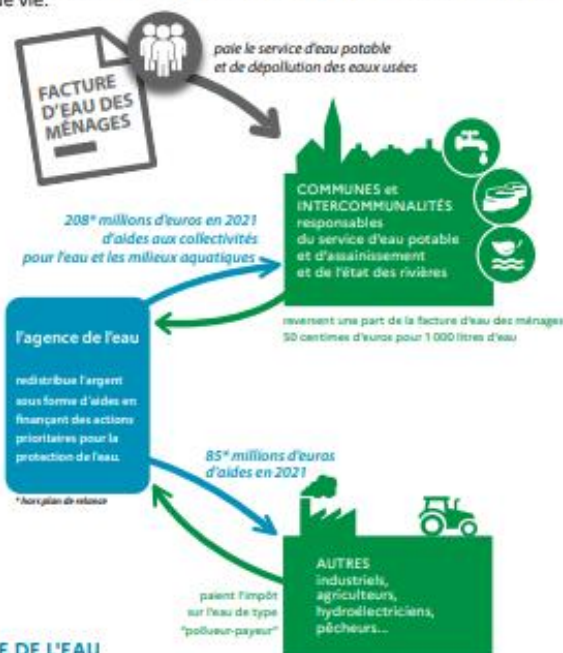 de vie.
FACTURE
D'EAU DES
MÉNAGES
paie le service d'eau potable
et de dépollution des eaux usées
COMMUNES et
INTERCOMMUNALITÉS
responsables
du service d'eau potable
et d'assainissement
et de l'état des rivières
208* millions d'euros en 2021
d'aides aux collectivités
pour l'eau et les milieux aquatiques
reversent une part de la facture d'eau des ménages
50 centimes d'euros pour 1 000 litres d'eau
l'agence de l'eau
redistribue l'argent
sous forme d'aides en
finançant des actions
prioritaires pour la
protection de l'eau.
* hors plan de relance
85* millions d'euros
d'aides en 2021
AUTRES
industriels,
agriculteurs,
hydroélectriciens,
pêcheurs...
paient l'impôt
sur l'eau de type
"pollueur-payeur"
E DE L'EAU